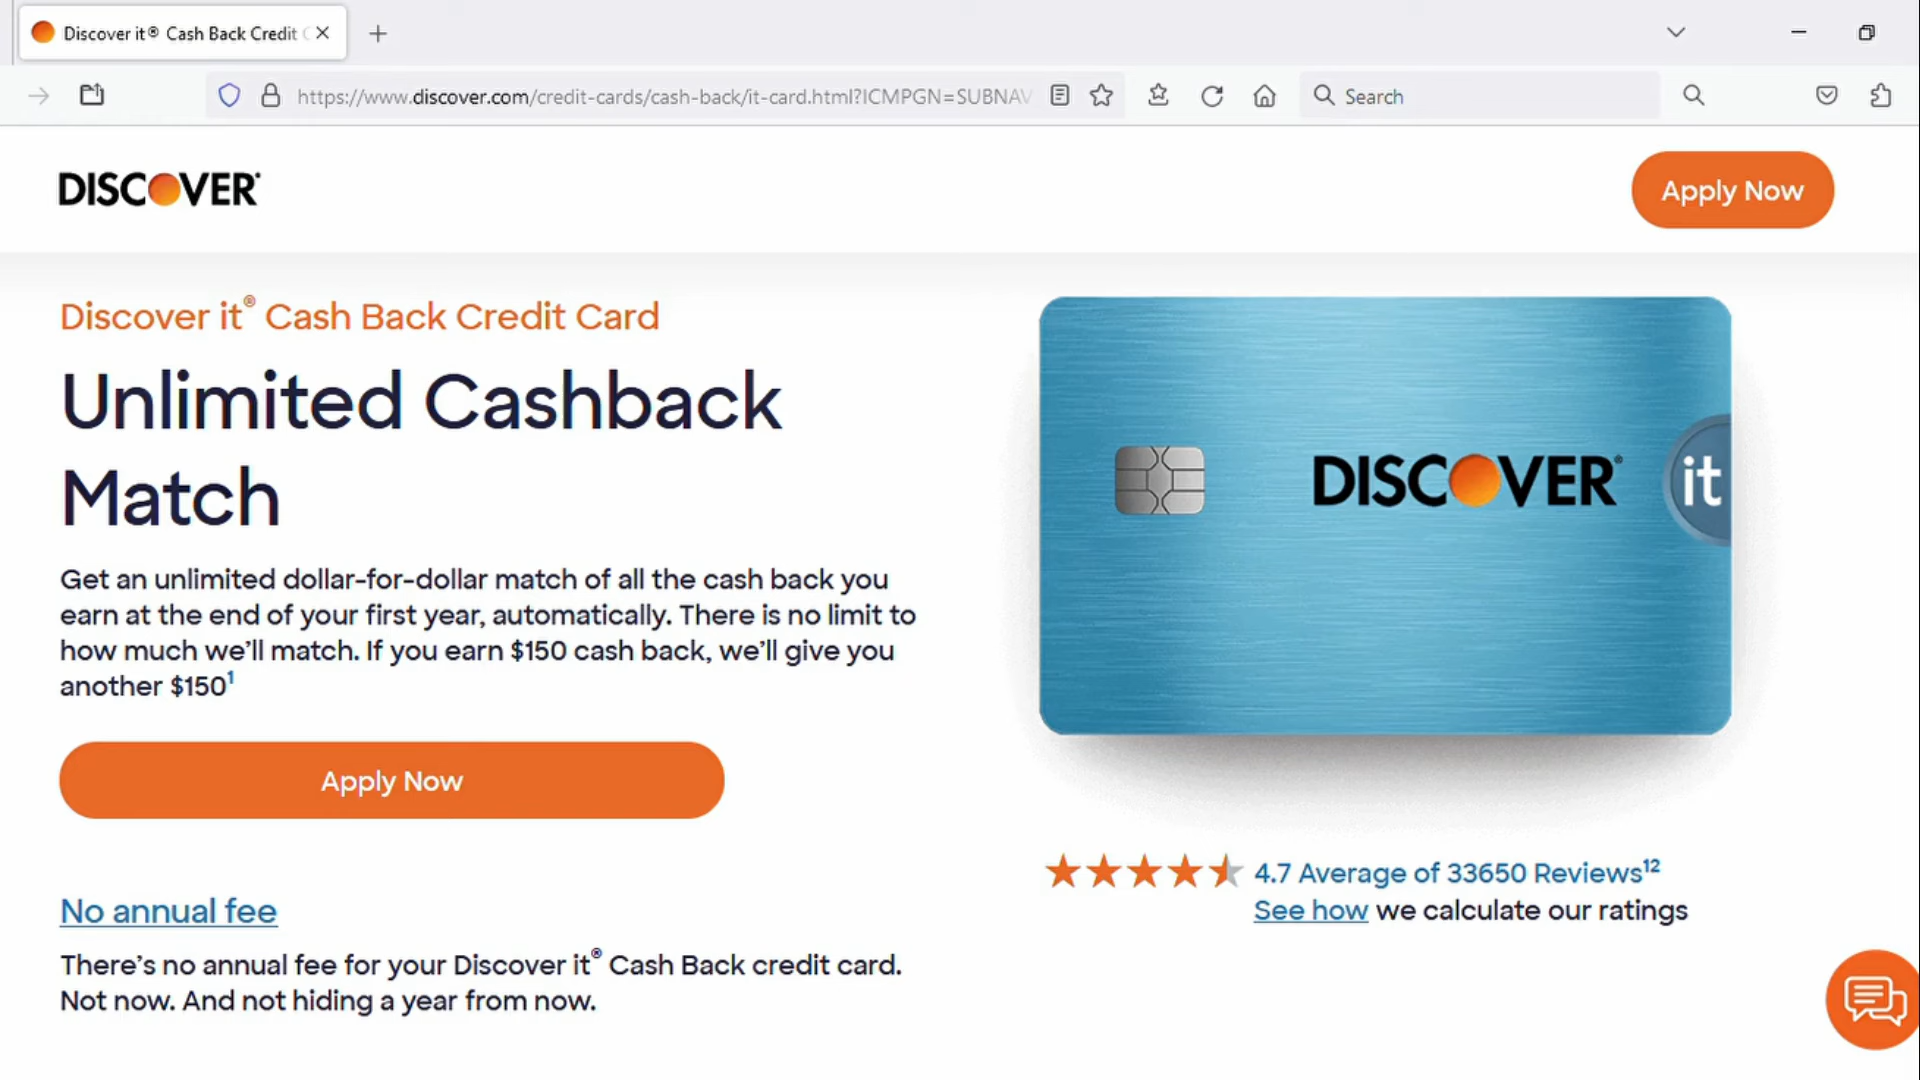 Discover it® Cash Back Credit
https://www.discover.com/credit-cards/cash-back/it-card.html?ICMPGN=SUBNAV
Search
DISCOVER
Apply Now
Discover it® Cash Back Credit Card
Unlimited Cashback
Match
Get an unlimited dollar-for-dollar match of all the cash back you
earn at the end of your first year, automatically. There is no limit to
how much we'll match. If you earn $150 cash back, we'll give you
another $150¹
Apply Now
No annual fee
There's no annual fee for your Discover it® Cash Back credit card.
Not now. And not hiding a year from now.
DISCOVER®
it
4.7 Average of 33650 Reviews¹²
See how we calculate our ratings